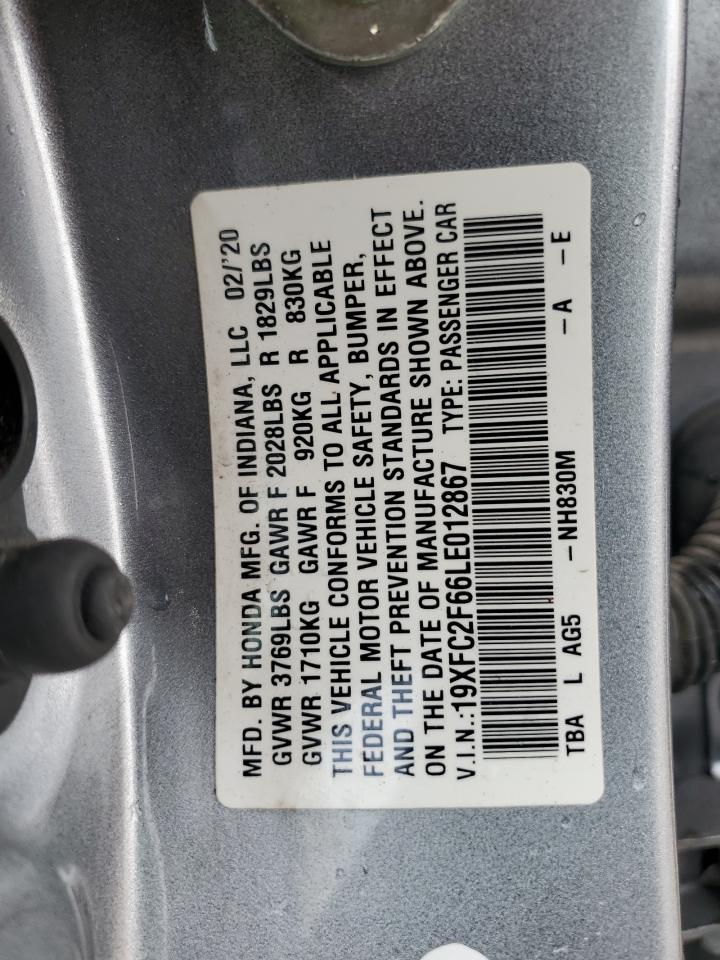 MFD. BY HONDA MFG. OF INDIANA, LLC 02/'20
GVWR 3769LBS GAWR F 2028LBS R 1829LBS
GVWR 1710KG GAWR F 920KG R 830KG
THIS VEHICLE CONFORMS TO ALL APPLICABLE
FEDERAL MOTOR VEHICLE SAFETY, BUMPER,
AND THEFT PREVENTION STANDARDS IN EFFECT
ON THE DATE OF MANUFACTURE SHOWN ABOVE.
V.I.N.:19XFC2F66LE012867 TYPE: PASSENGER CAR
TBA L AG5 -NH830M -A -E